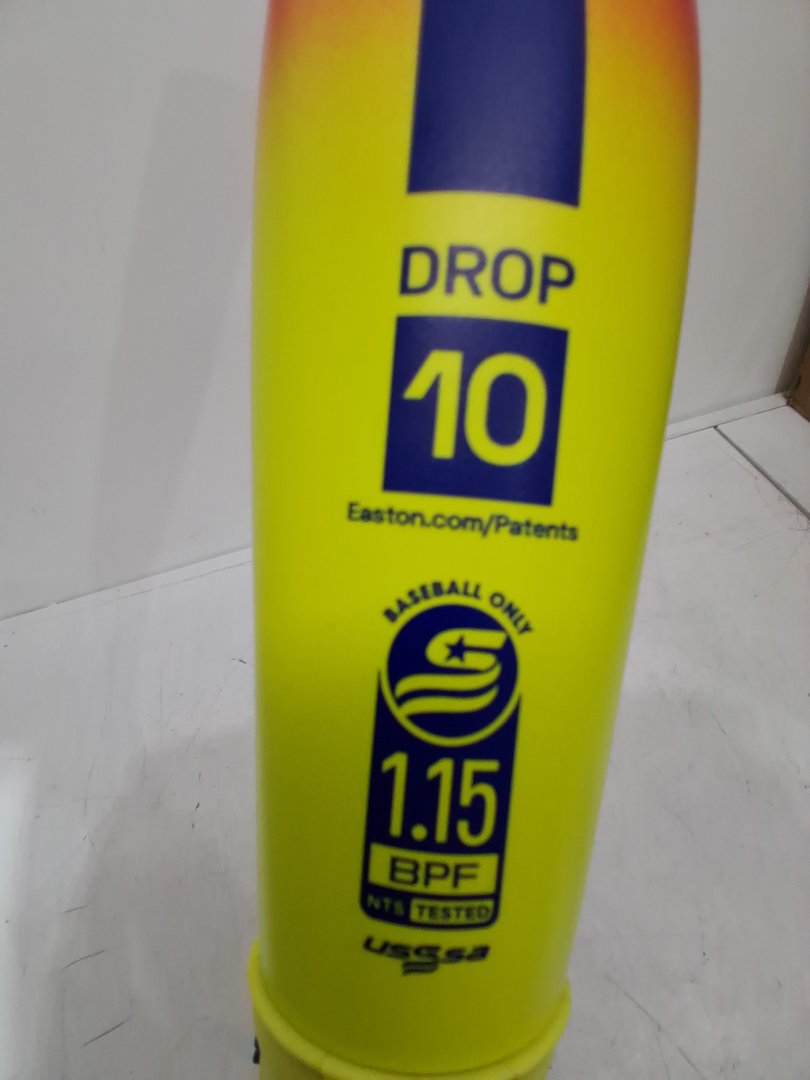 DROP
10
Easton.com/Patents
BASEBALL ONLY
1.15
BPF
NTS TESTED
USSSA